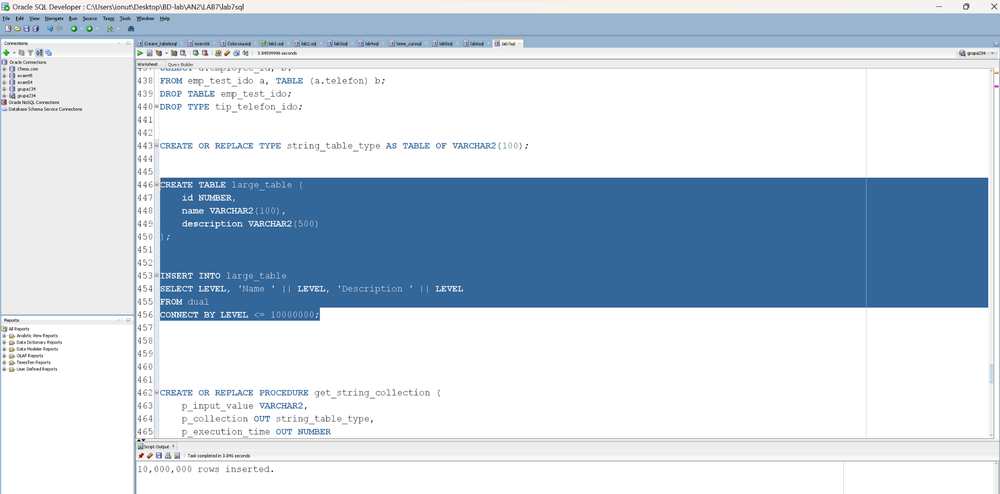 Oracle SQL Developer : C:\Users\ionut\Desktop\BD-lab\AN2\LAB7\lab7sql
File Edit View Navigate Run Source Team Tools Window Help
Connections
Oracle Connections
Chess.com
exam45
exam54
grupa134
grupa234
Oracle NoSQL Connections
Database Schema Service Connections
Reports
All Reports
Analytic View Reports
Data Dictionary Reports
Data Modeler Reports
OLAP Reports
TimesTen Reports
User Defined Reports
Creare_tabelesql exercitii Colocviuusql lab1.sql lab2.sql lab3sql lab4sql teme_curssql lab5sql lab6sql lab7sql
3.84599996 seconds
grupa234
Worksheet Query Builder
437 SELECT a.employee_id, b.
438 FROM emp_test_ido a, TABLE (a.telefon) b;
439 DROP TABLE emp_test_ido;
440 DROP TYPE tip_telefon_ido;
441
442
443 CREATE OR REPLACE TYPE string_table_type AS TABLE OF VARCHAR2(100);
444
445
446 CREATE TABLE large_table (
447 id NUMBER,
448 name VARCHAR2(100),
449 description VARCHAR2(500)
450 );
451
452
453 INSERT INTO large_table
454 SELECT LEVEL, 'Name ' || LEVEL, 'Description ' || LEVEL
455 FROM dual
456 CONNECT BY LEVEL <= 10000000;
457
458
459
460
461
462 CREATE OR REPLACE PROCEDURE get_string_collection (
463 p_input_value VARCHAR2,
464 p_collection OUT string_table_type,
465 p_execution_time OUT NUMBER
Script Output
Task completed in 3.846 seconds
10,000,000 rows inserted.